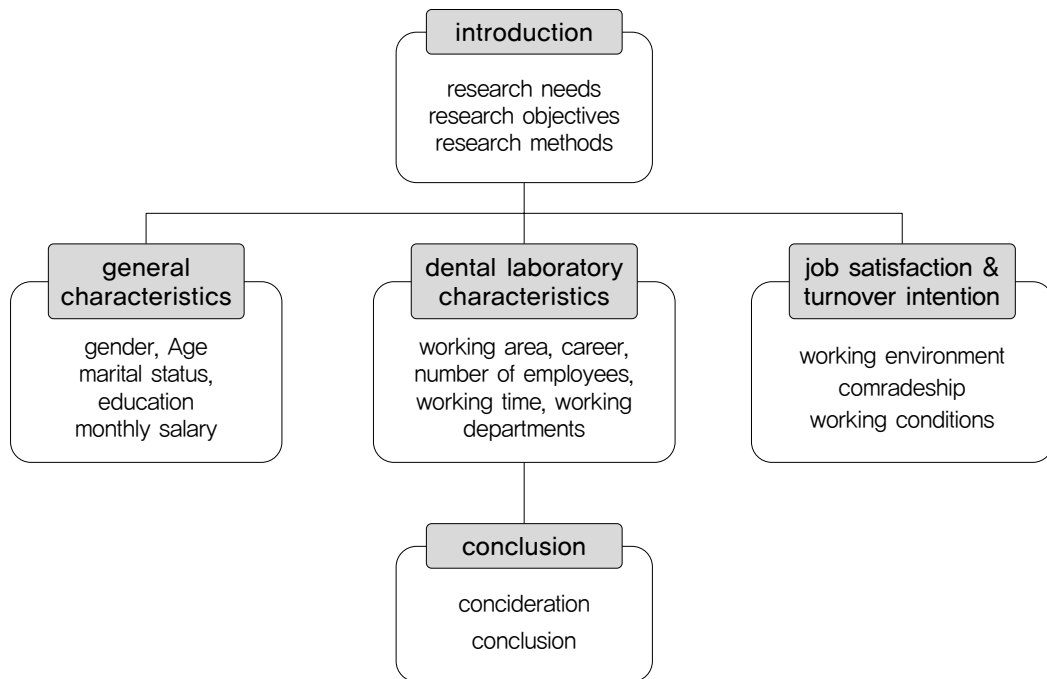 introduction
research needs
research objectives
research methods
general
characteristics
gender, Age
marital status,
education
monthly salary
dental laboratory
characteristics
working area, career,
number of employees,
working time, working
departments
job satisfaction &
turnover intention
working environment
comradeship
working conditions
conclusion
concideration
conclusion